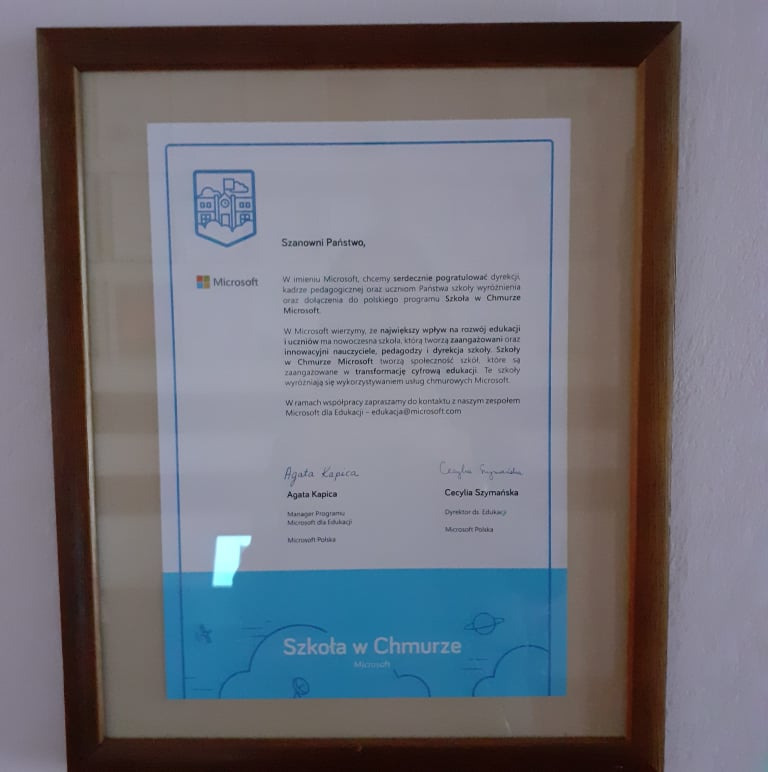 Szanowni Państwo,
Microsoft
W imieniu Microsoft, chcemy serdecznie pogratulować dyrekcji,
kadrze pedagogicznej oraz uczniom Państwa szkoły wyróżnienia
oraz dołączenia do polskiego programu Szkoła w Chmurze
Microsoft.
W Microsoft wierzymy, że największy wpływ na rozwój edukacji
i uczniów ma nowoczesna szkoła, którą tworzą zaangażowani oraz
innowacyjni nauczyciele, pedagodzy i dyrekcja szkoły. Szkoły
w Chmurze Microsoft tworzą społeczność szkół, które są
zaangażowane w transformację cyfrową edukacji. Te szkoły
wyróżniają się wykorzystywaniem usług chmurowych Microsoft.
W ramach współpracy zapraszamy do kontaktu z naszym zespołem
Microsoft dla Edukacji – edukacja@microsoft.com
Agata Kapica
Cecylia Szymańska
Agata Kapica
Cecylia Szymańska
Manager Programu
Microsoft dla Edukacji
Dyrektor ds. Edukacji
Microsoft Polska
Microsoft Polska
Szkoła w Chmurze
Microsoft